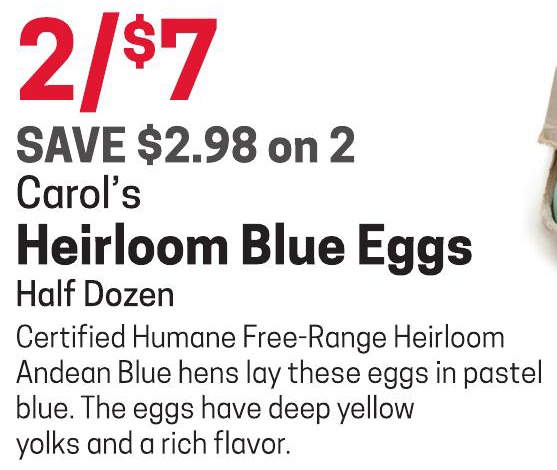 2/$7
SAVE $2.98 on 2
Carol's
Heirloom Blue Eggs
Half Dozen
Certified Humane Free-Range Heirloom
Andean Blue hens lay these eggs in pastel
blue. The eggs have deep yellow
yolks and a rich flavor.